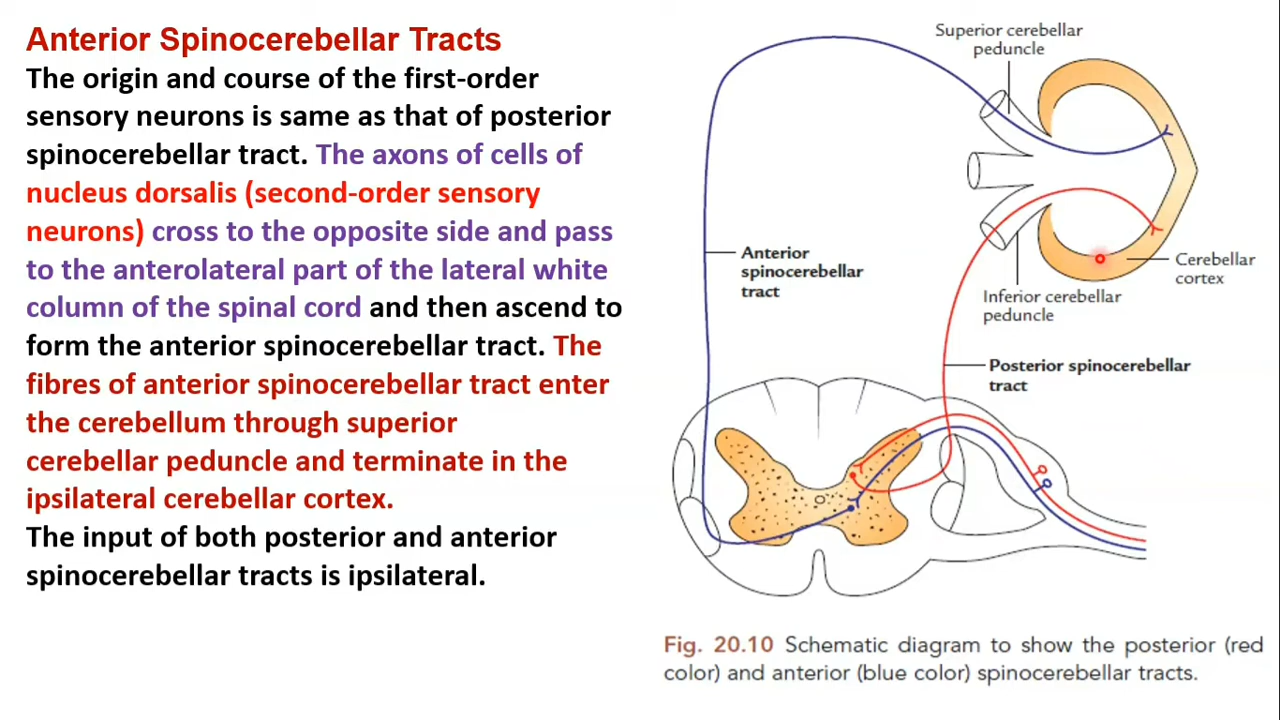 Anterior Spinocerebellar Tracts
The origin and course of the first-order
sensory neurons is same as that of posterior
spinocerebellar tract. The axons of cells of
nucleus dorsalis (second-order sensory
neurons) cross to the opposite side and pass
to the anterolateral part of the lateral white
column of the spinal cord and then ascend to
form the anterior spinocerebellar tract. The
fibres of anterior spinocerebellar tract enter
the cerebellum through superior
cerebellar peduncle and terminate in the
ipsilateral cerebellar cortex.
The input of both posterior and anterior
spinocerebellar tracts is ipsilateral.
Superior cerebellar
peduncle
Anterior
spinocerebellar
tract
Cerebellar
cortex
Inferior cerebellar
peduncle
Posterior spinocerebellar
tract
Fig. 20.10 Schematic diagram to show the posterior (red
color) and anterior (blue color) spinocerebellar tracts.